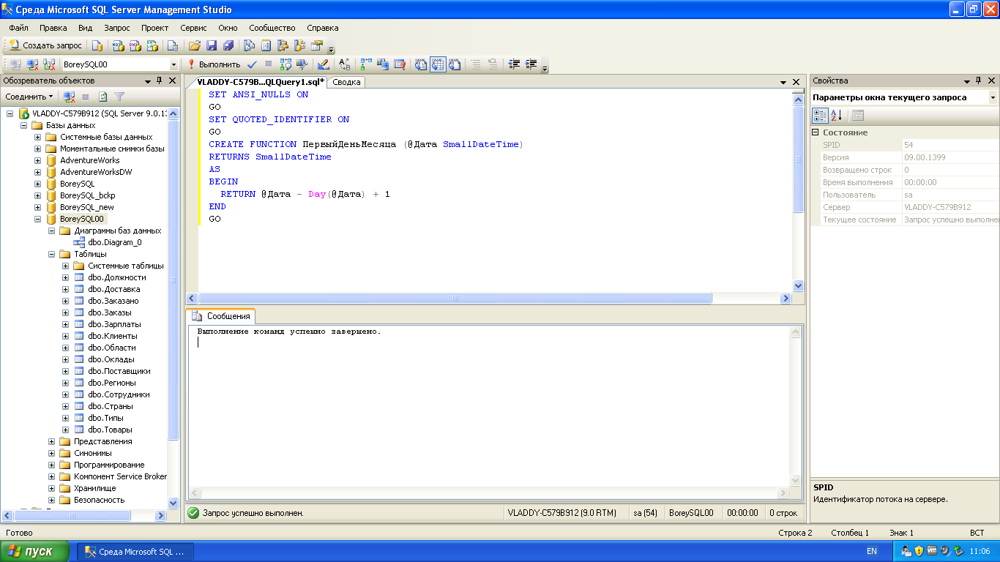 Среда Microsoft SQL Server Management Studio
Файл Правка Вид Запрос Проект Сервис Окно Сообщество Справка
Создать запрос
BoreySQL00 Выполнить
Обозреватель объектов
Соединить
VLADDY-C579B912 (SQL Server 9.0.13
Базы данных
Системные базы данных
Моментальные снимки базы
AdventureWorks
AdventureWorksDW
BoreySQL
BoreySQL_bckp
BoreySQL_new
BoreySQL00
Диаграммы баз данных
dbo.Diagram_0
Таблицы
Системные таблицы
dbo.Должности
dbo.Доставка
dbo.Заказано
dbo.Заказы
dbo.Зарплаты
dbo.Клиенты
dbo.Области
dbo.Оклады
dbo.Поставщики
dbo.Регионы
dbo.Сотрудники
dbo.Страны
dbo.Типы
dbo.Товары
Представления
Синонимы
Программирование
Компонент Service Broker
Хранилище
Безопасность
VLADDY-C579B...QLQuery1.sql* Сводка
SET ANSI_NULLS ON
GO
SET QUOTED_IDENTIFIER ON
GO
CREATE FUNCTION ПервыйДеньМесяца (@Дата SmallDateTime)
RETURNS SmallDateTime
AS
BEGIN
RETURN @Дата - Day(@Дата) + 1
END
GO
Сообщения
Выполнение команд успешно завершено.
Запрос успешно выполнен. VLADDY-C579B912 (9.0 RTM) sa (54) BoreySQL00 00:00:00 0 строк
Свойства
Параметры окна текущего запроса
Состояние
SPID 54
Версия 09.00.1399
Возвращено строк 0
Время выполнения 00:00:00
Пользователь sa
Сервер VLADDY-C579B912
Текущее состояние Запрос успешно выполнен
SPID
Идентификатор потока на сервере.
Готово Строка 2 Столбец 1 Знак 1 ВСТ
пуск Среда Microsoft SQL ... EN 11:06